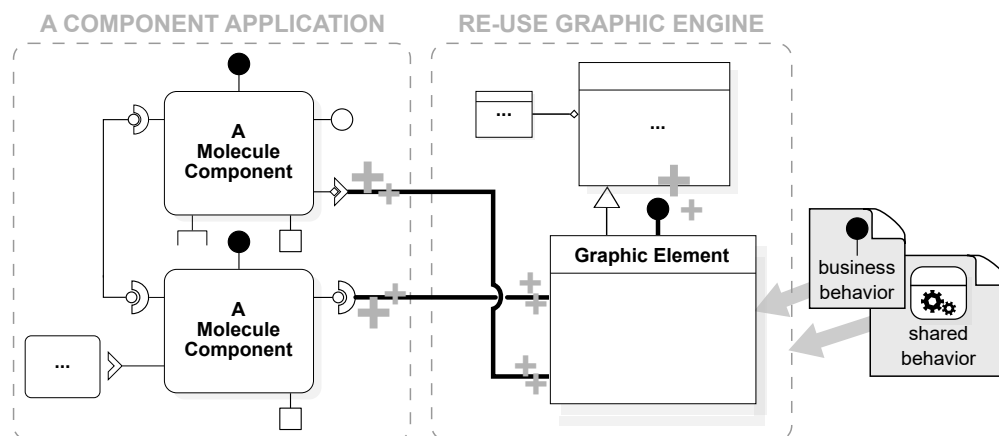 A COMPONENT APPLICATION
RE-USE GRAPHIC ENGINE
A
Molecule
Component
...
...
Graphic Element
business
behavior
shared
behavior
A
Molecule
Component
...